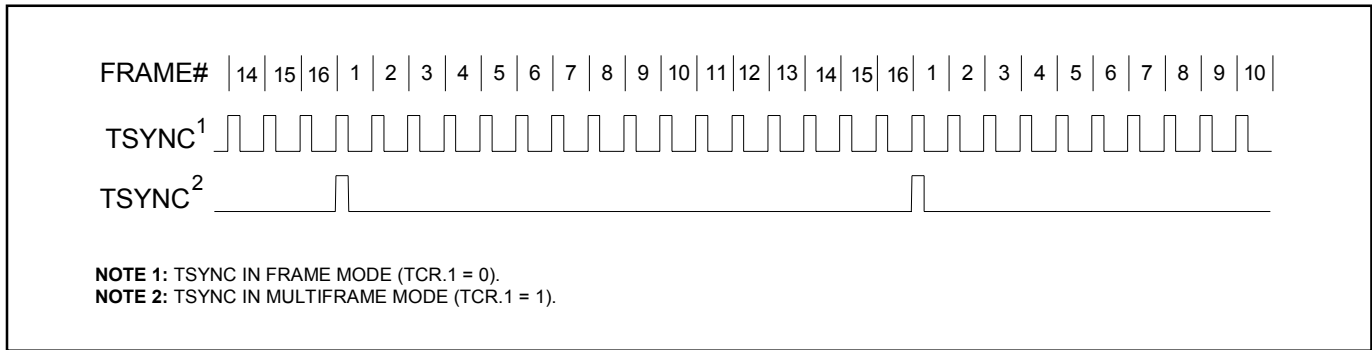 FRAME# 14 15 16 1 2 3 4 5 6 7 8 9 10 11 12 13 14 15 16 1 2 3 4 5 6 7 8 9 10
TSYNC1
TSYNC2
NOTE 1: TSYNC IN FRAME MODE (TCR.1 = 0).
NOTE 2: TSYNC IN MULTIFRAME MODE (TCR.1 = 1).